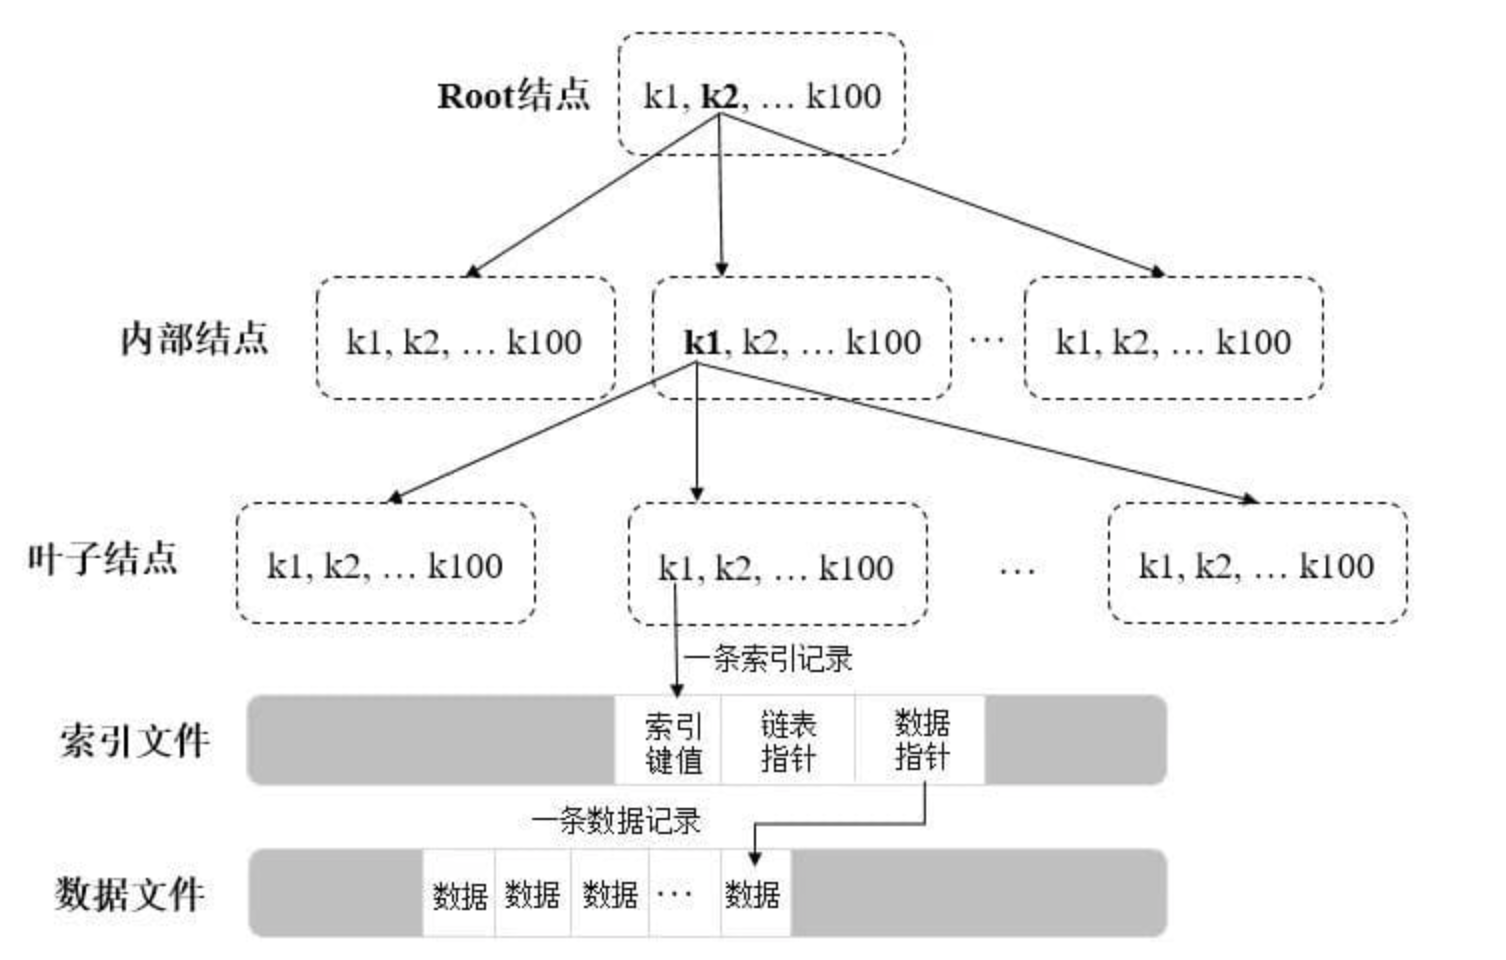 Root结点
k1, k2, … k100
内部结点
k1, k2, … k100
k1, k2, … k100
…
k1, k2, … k100
叶子结点
k1, k2, … k100
k1, k2, … k100
…
k1, k2, … k100
一条索引记录
索引文件
索引
键值
链表
指针
数据
指针
一条数据记录
数据文件
数据
数据
数据
…
数据